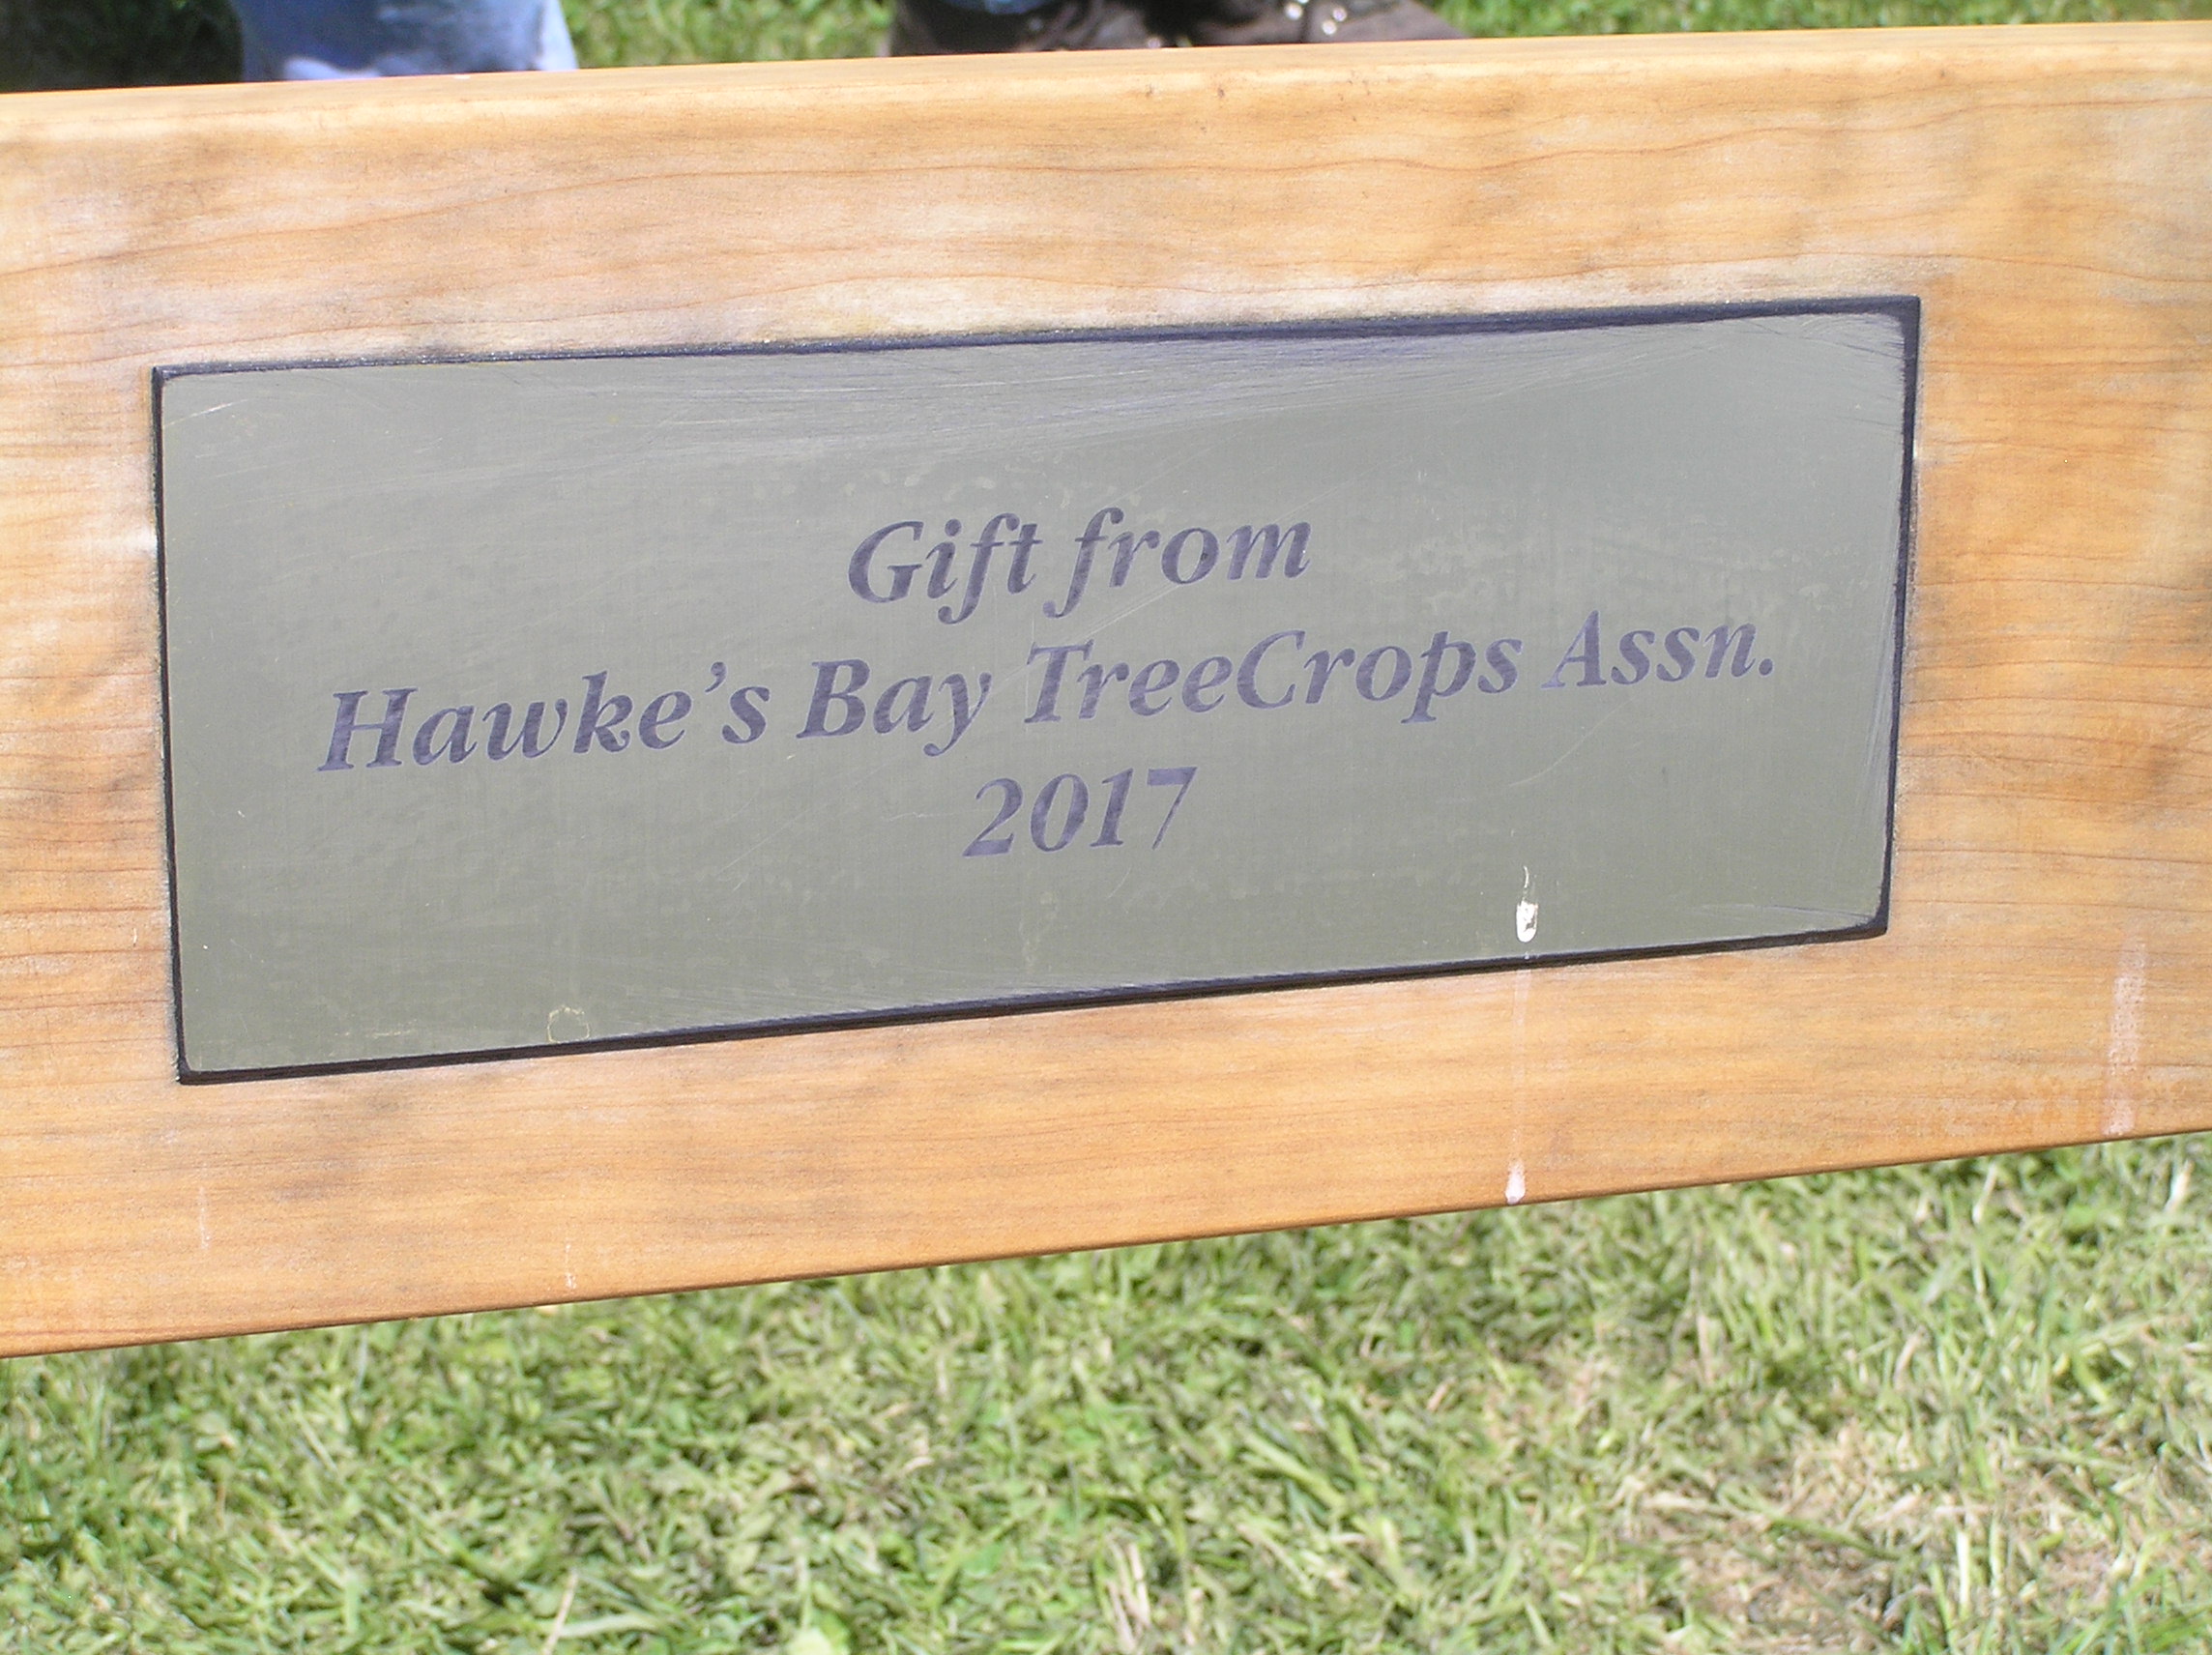 Gift from
Hawke's Bay TreeCrops Assn.
2017